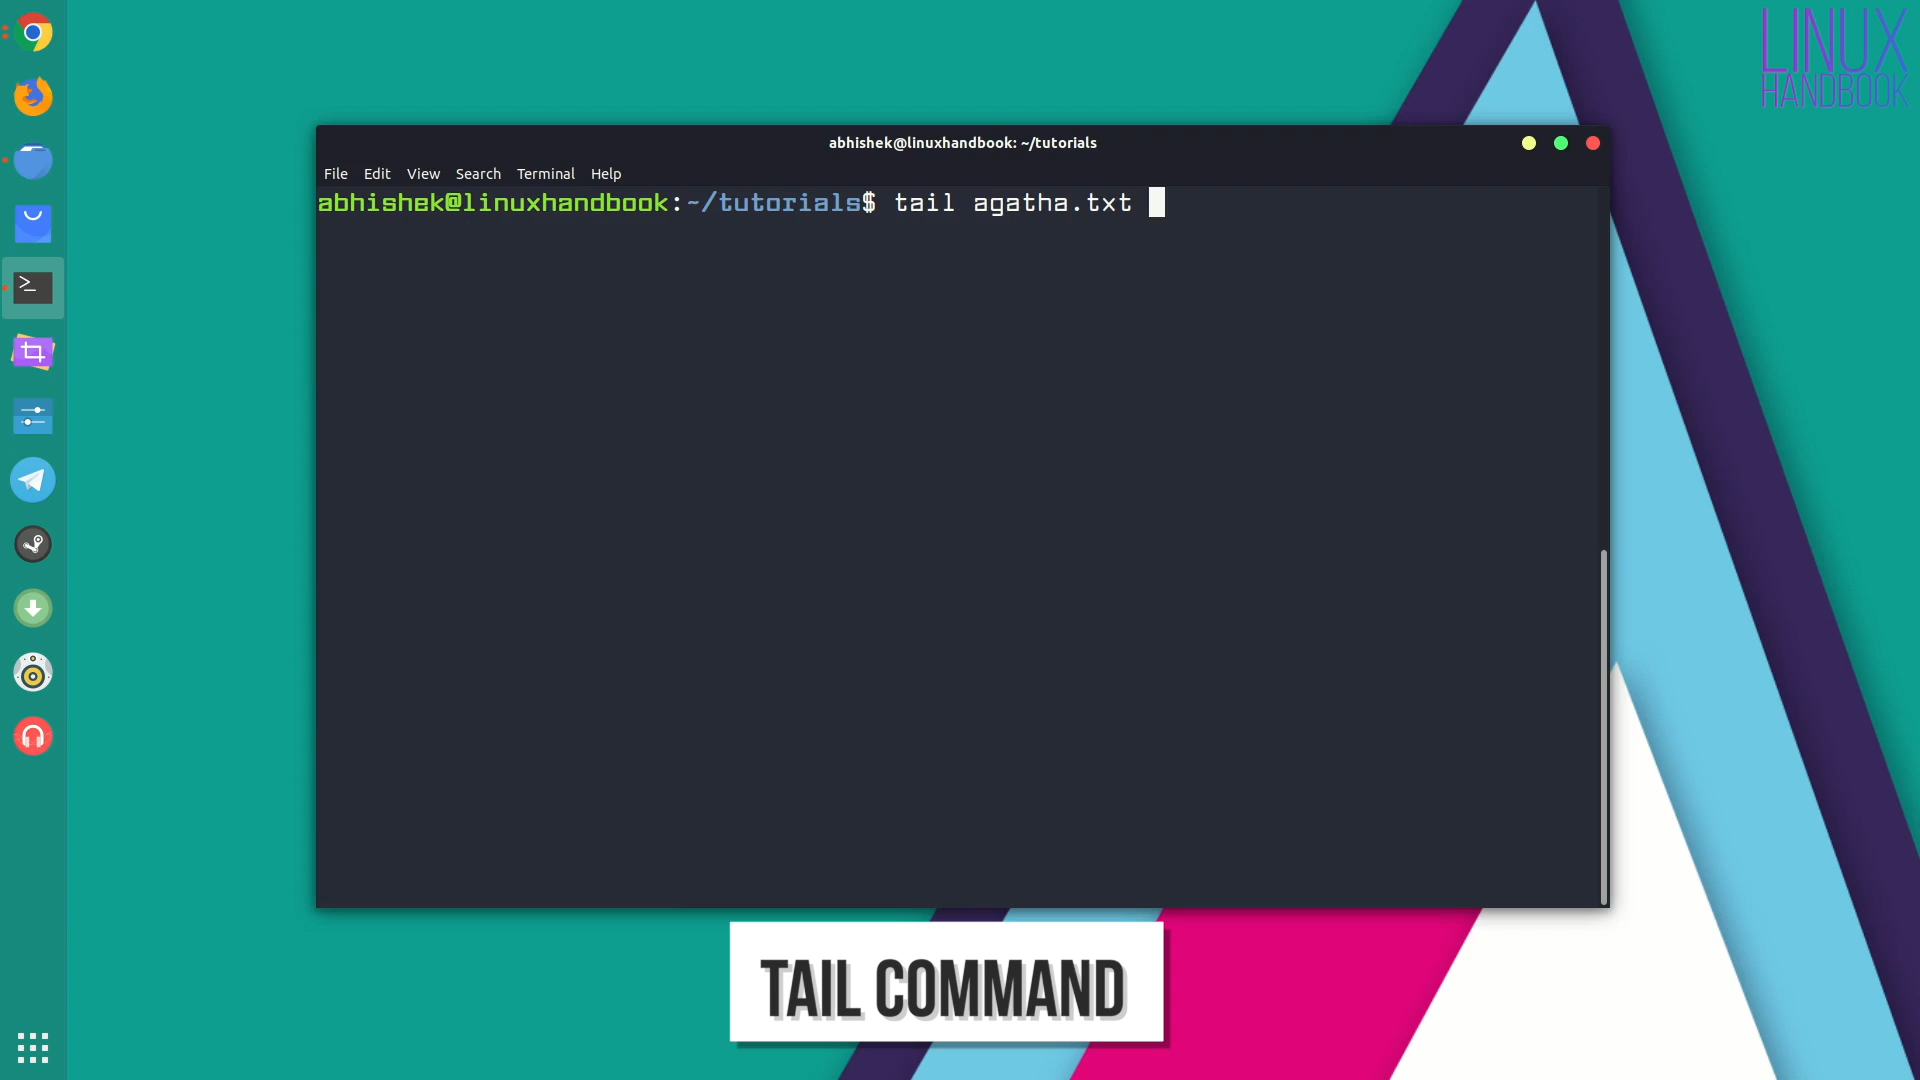 LINUX
HANDBOOK
abhishek@linuxhandbook: ~/tutorials
File Edit View Search Terminal Help
abhishek@linuxhandbook:~/tutorials$ tail agatha.txt
TAIL COMMAND